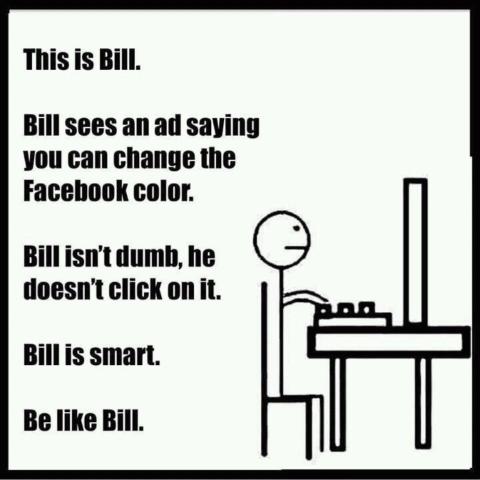 This is Bill.
Bill sees an ad saying
you can change the
Facebook color.
Bill isn't dumb, he
doesn't click on it.
Bill is smart.
Be like Bill.